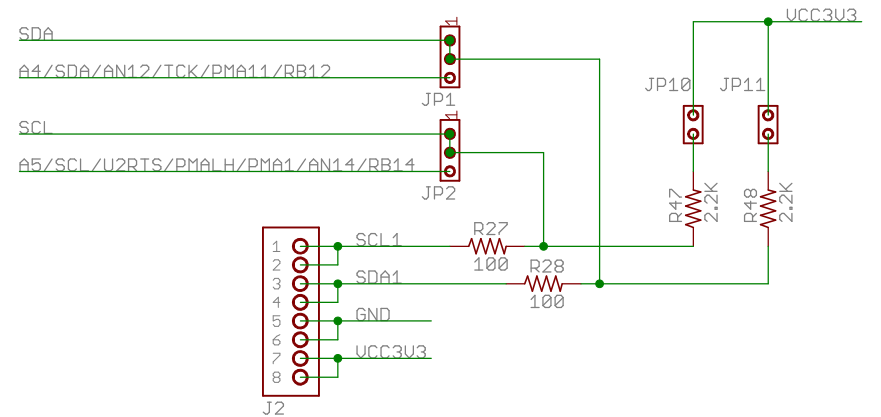 SDA
1
VCC3V3
A4/SDA/AN12/TCK/PMA11/RB12
JP1
JP10
JP11
SCL
1
A5/SCL/U2RTS/PMALH/PMA1/AN14/RB14
JP2
R47
2.2K
R48
2.2K
1
SCL1
R27
100
2
3
SDA1
R28
100
4
5
GND
6
7
VCC3V3
8
J2